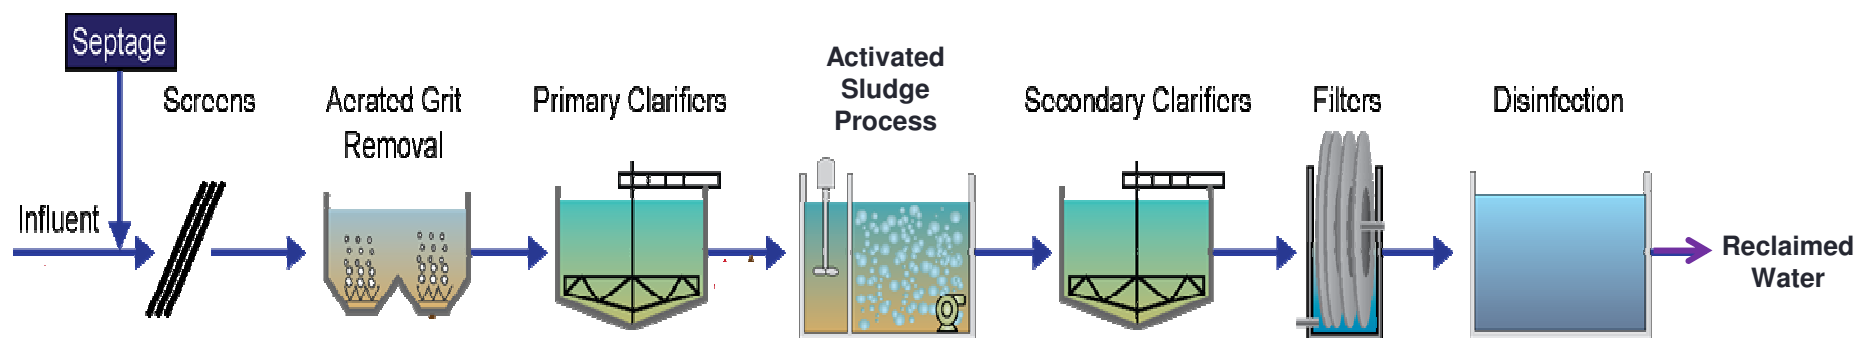 Septage
Influent
Screens
Aerated Grit
Removal
Primary Clarifiers
Activated
Sludge
Process
Secondary Clarifiers
Filters
Disinfection
Reclaimed
Water